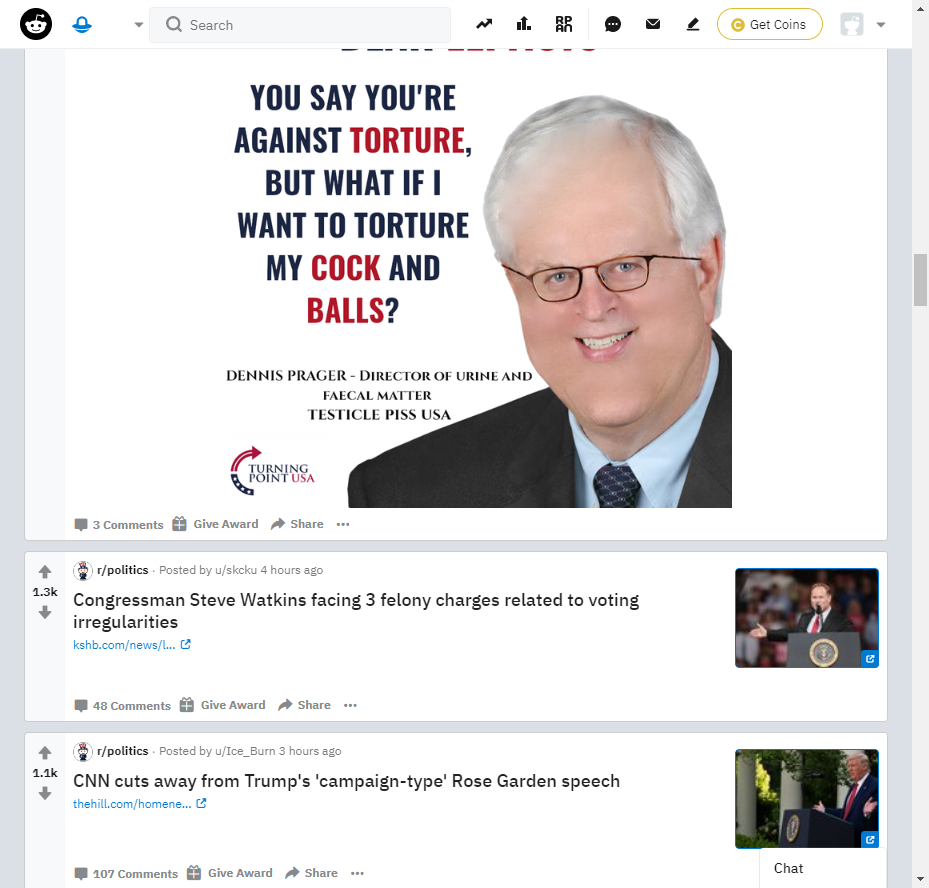 Search
Get Coins
DEAR LEFTISTS
YOU SAY YOU'RE
AGAINST TORTURE,
BUT WHAT IF I
WANT TO TORTURE
MY COCK AND
BALLS?
DENNIS PRAGER - DIRECTOR OF URINE AND
FAECAL MATTER
TESTICLE PISS USA
TURNING
POINT USA
3 Comments Give Award Share
1.3k
r/politics · Posted by u/skcku 4 hours ago
Congressman Steve Watkins facing 3 felony charges related to voting
irregularities
kshb.com/news/l...
48 Comments Give Award Share
1.1k
r/politics · Posted by u/Ice_Burn 3 hours ago
CNN cuts away from Trump's 'campaign-type' Rose Garden speech
thehill.com/homene...
107 Comments Give Award Share
Chat